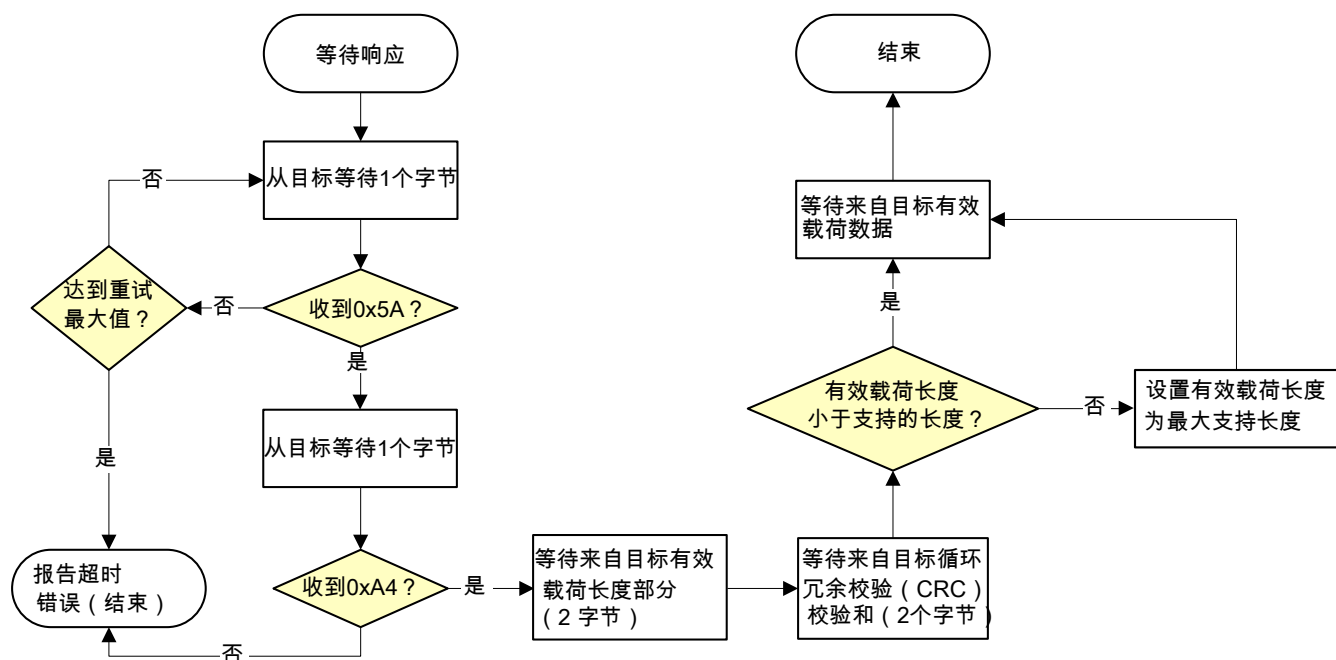 等待响应
从目标等待1个字节
否
达到重试
最大值？
否
收到0x5A？
是
从目标等待1个字节
是
报告超时
错误（结束）
收到0xA4？
否
是
等待来自目标有效
载荷长度部分
（2 字节）
等待来自目标循环
冗余校验（CRC）
校验和（2个字节）
有效载荷长度
小于支持的长度？
否
设置有效载荷长度
为最大支持长度
是
等待来自目标有效
载荷数据
结束